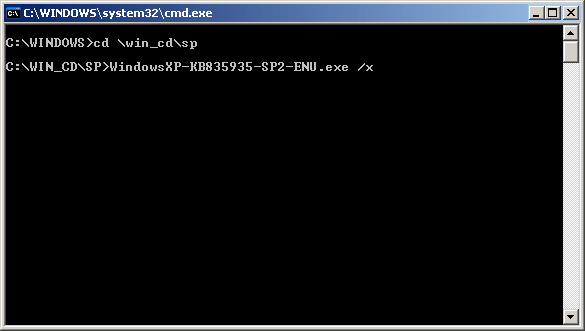 C:\WINDOWS\system32\cmd.exe
C:\WINDOWS>cd \win_cd\sp
C:\WIN_CD\SP>WindowsXP-KB835935-SP2-ENU.exe /x